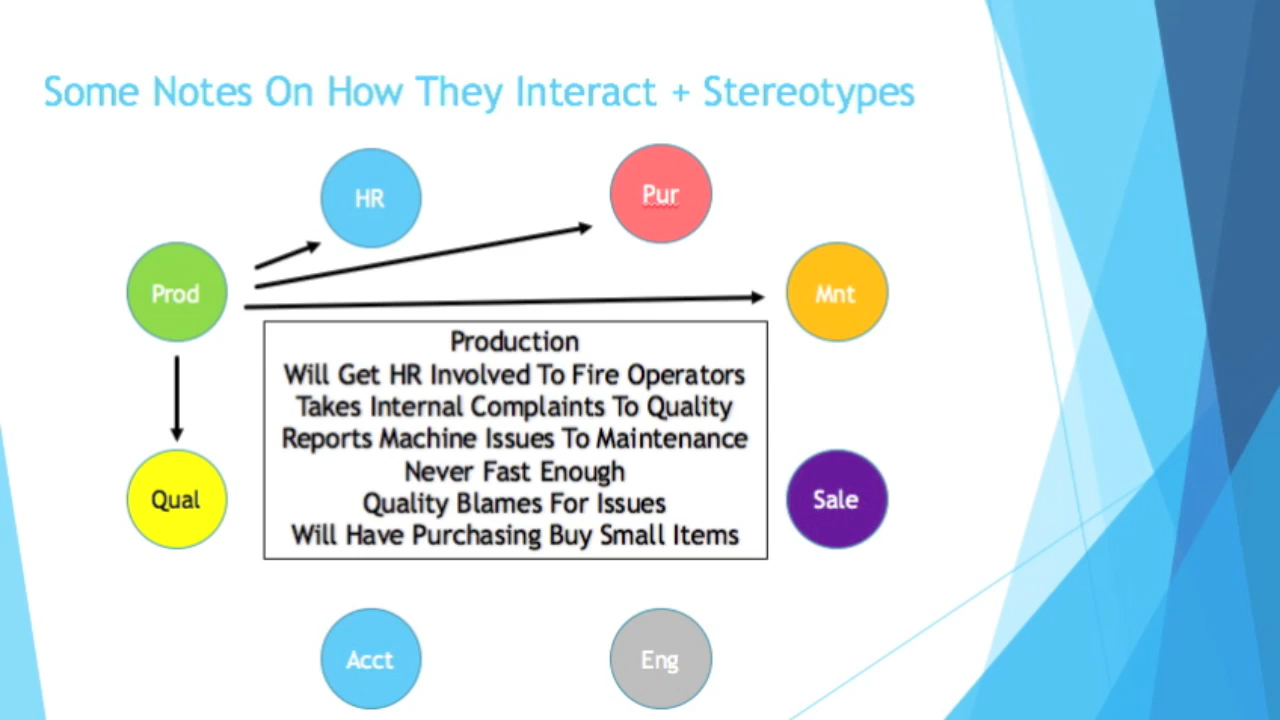 Some Notes On How They Interact + Stereotypes
HR
Pur
Prod
Mnt
Production
Will Get HR Involved To Fire Operators
Takes Internal Complaints To Quality
Reports Machine Issues To Maintenance
Never Fast Enough
Quality Blames For Issues
Will Have Purchasing Buy Small Items
Qual
Sale
Acct
Eng